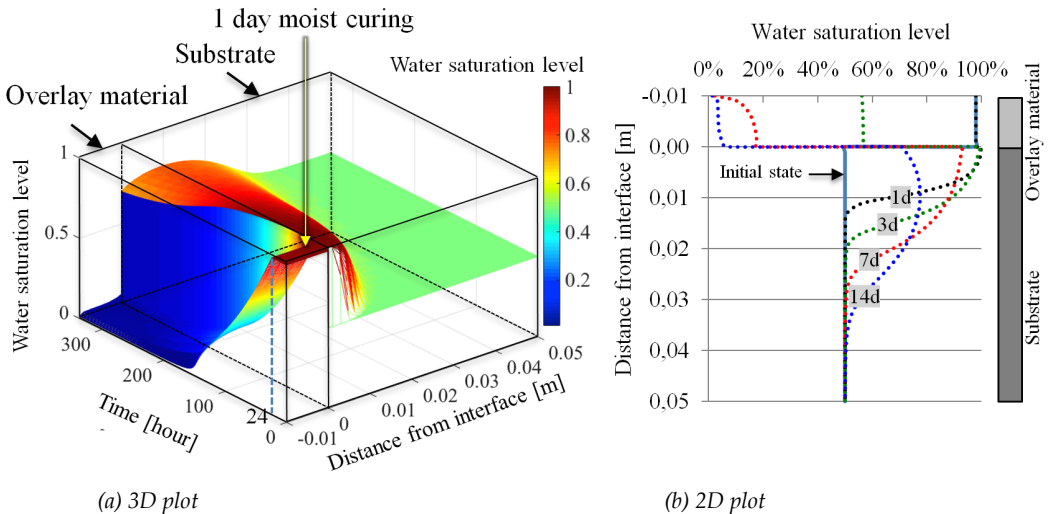 1 day moist curing
Substrate
Overlay material
Water saturation level
1
0.8
0.6
0.4
0.2
Water saturation level
1
0.5
0
300
200
100
24
0
Time [hour]
-0.01
0
0.01
0.02
0.03
0.04
0.05
Distance from interface [m]
(a) 3D plot
Water saturation level
0% 20% 40% 60% 80% 100%
-0,01
0,00
0,01
0,02
0,03
0,04
0,05
Distance from interface [m]
Initial state
1d
3d
7d
14d
Overlay material
Substrate
(b) 2D plot